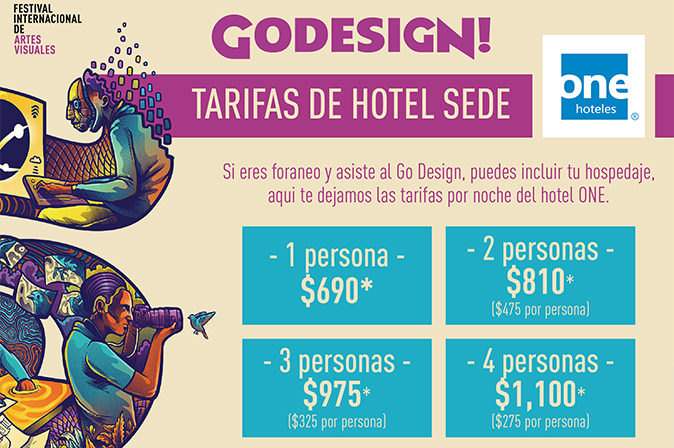 FESTIVAL
INTERNACIONAL
DE
ARTES
VISUALES
GODESIGN!
TARIFAS DE HOTEL SEDE
one
hoteles
®
Si eres foraneo y asiste al Go Design, puedes incluir tu hospedaje,
aqui te dejamos las tarifas por noche del hotel ONE.
- 1 persona -
$690*
- 2 personas -
$810*
($475 por persona)
- 3 personas -
$975*
($325 por persona)
- 4 personas -
$1,100*
($275 por persona)